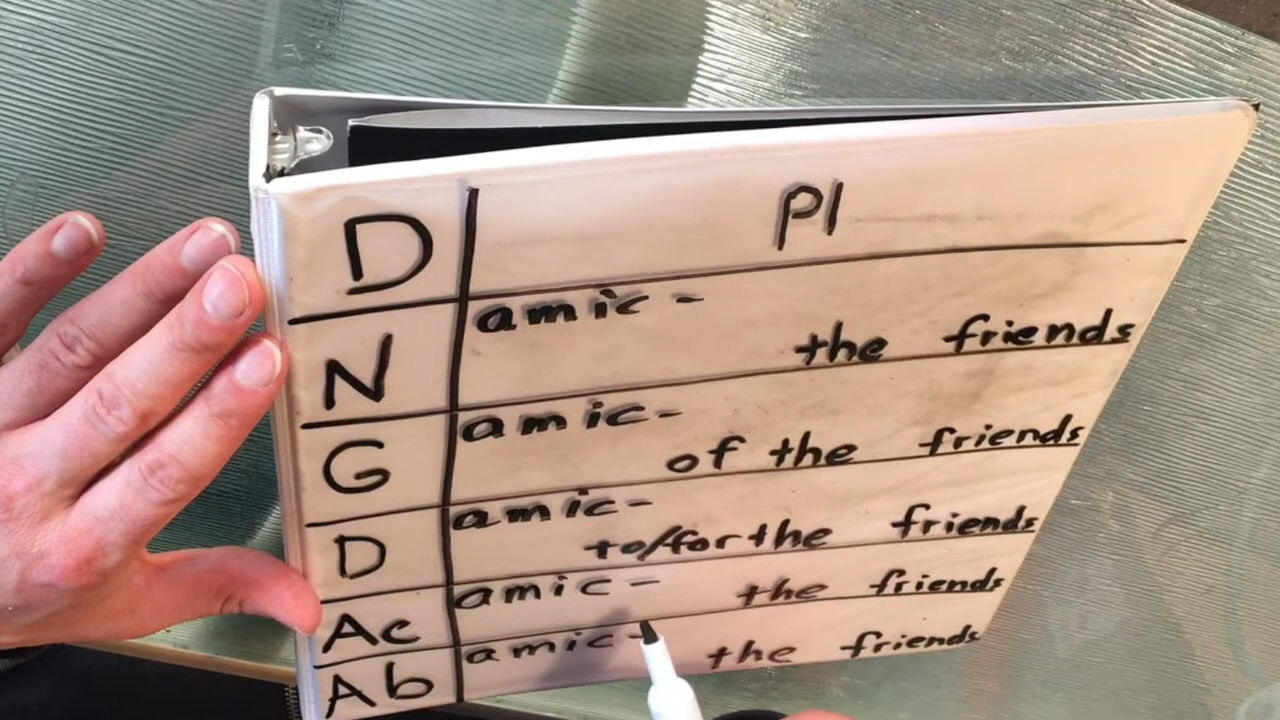 D pl
N amic-
the friends
G amic-
of the friends
D amic-
to/for the friends
Ac amic- the friends
Ab amic- the friends